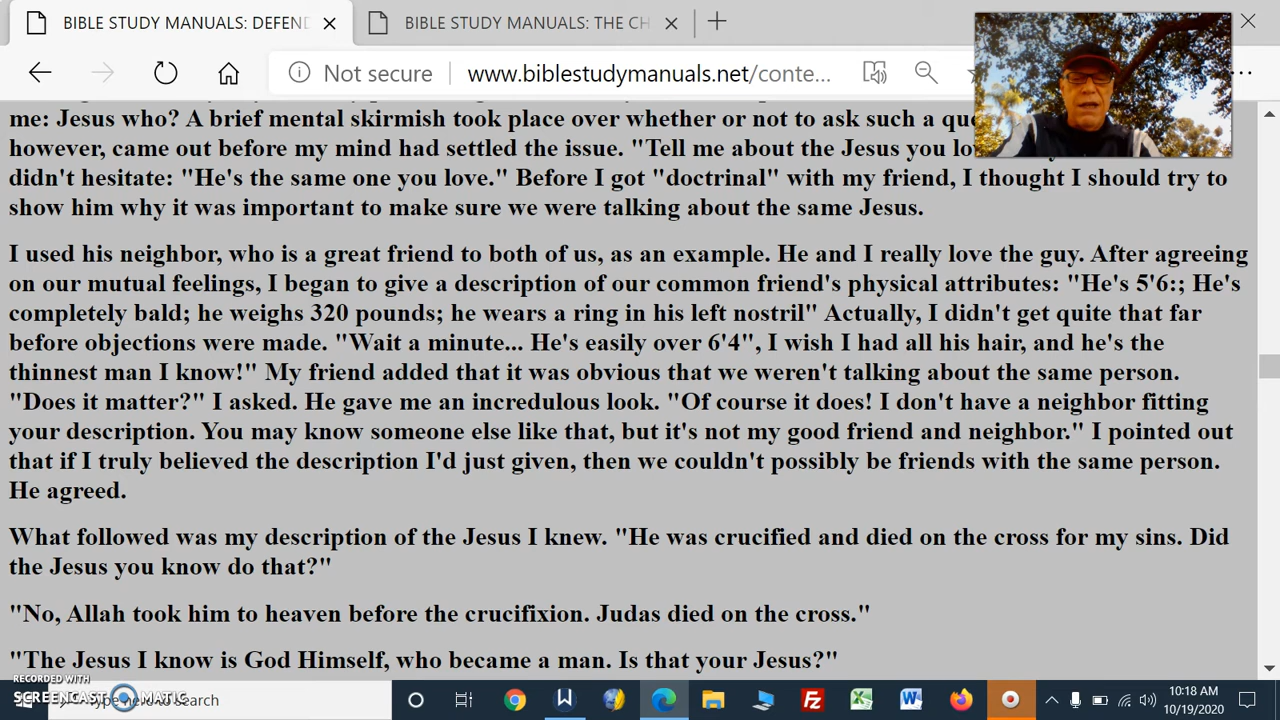 BIBLE STUDY MANUALS: DEFEND
BIBLE STUDY MANUALS: THE CH
Not secure
www.biblestudymanuals.net/conte...
me: Jesus who? A brief mental skirmish took place over whether or not to ask such a
however, came out before my mind had settled the issue. "Tell me about the Jesus you
didn't hesitate: "He's the same one you love." Before I got "doctrinal" with my friend, I thought I should try to
show him why it was important to make sure we were talking about the same Jesus.
I used his neighbor, who is a great friend to both of us, as an example. He and I really love the guy. After agreeing
on our mutual feelings, I began to give a description of our common friend's physical attributes: "He's 5'6:; He's
completely bald; he weighs 320 pounds; he wears a ring in his left nostril" Actually, I didn't get quite that far
before objections were made. "Wait a minute... He's easily over 6'4", I wish I had all his hair, and he's the
thinnest man I know!" My friend added that it was obvious that we weren't talking about the same person.
"Does it matter?" I asked. He gave me an incredulous look. "Of course it does! I don't have a neighbor fitting
your description. You may know someone else like that, but it's not my good friend and neighbor." I pointed out
that if I truly believed the description I'd just given, then we couldn't possibly be friends with the same person.
He agreed.
What followed was my description of the Jesus I knew. "He was crucified and died on the cross for my sins. Did
the Jesus you know do that?"
"No, Allah took him to heaven before the crucifixion. Judas died on the cross."
"The Jesus I know is God Himself, who became a man. Is that your Jesus?"
RECORDED WITH
SCREENCAST MATIC
here to search
10:18 AM
10/19/2020